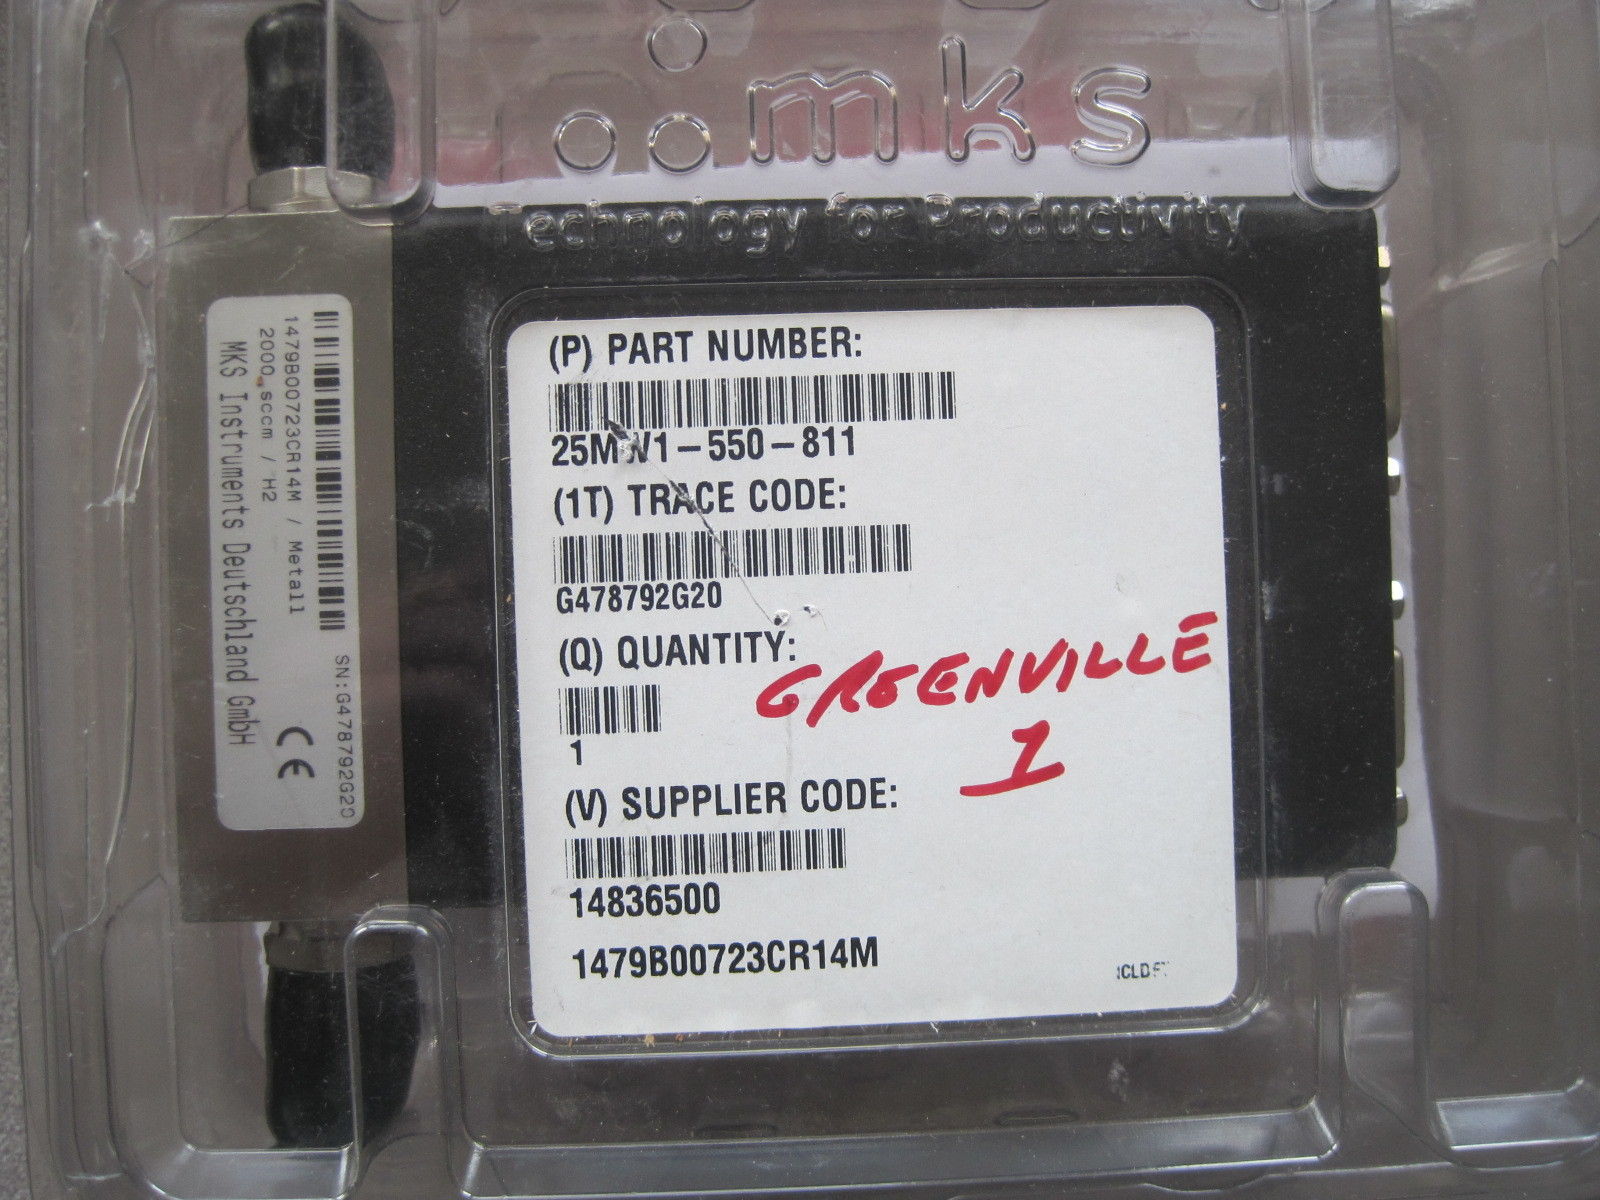 mks
Technology for Productivity
(P) PART NUMBER:
25MW1-550-811
(1T) TRACE CODE:
G478792G20
(Q) QUANTITY:
1
GREENVILLE
1
(V) SUPPLIER CODE:
14836500
1479B00723CR14M
SN:G478792G20
1479B00723CR14M / Metall
2000 sccm / H2
MKS Instruments Deutschland GmbH
CE